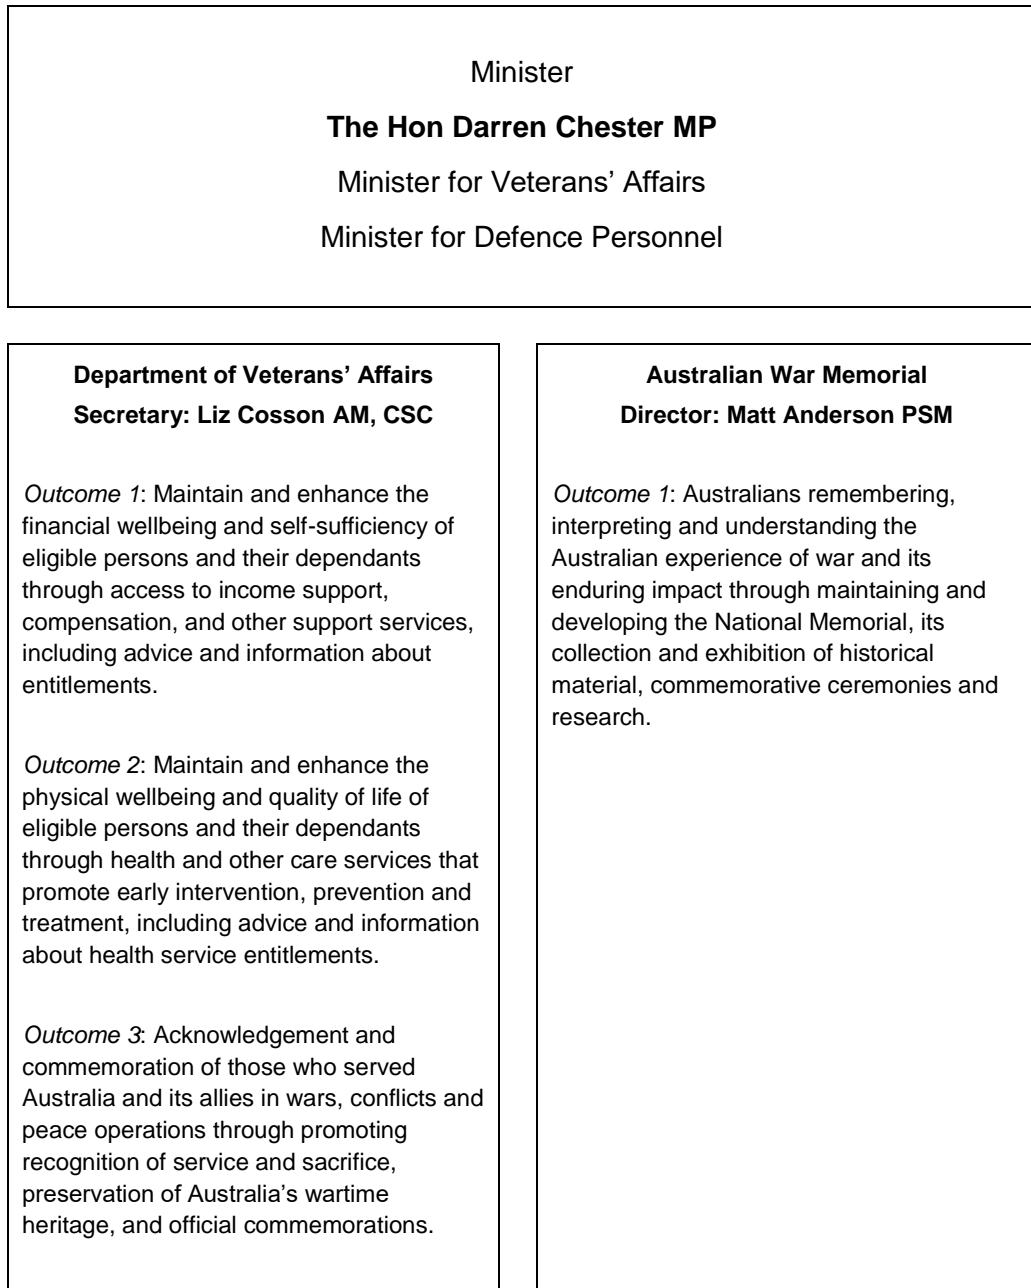 Minister
The Hon Darren Chester MP
Minister for Veterans’ Affairs
Minister for Defence Personnel
Department of Veterans’ Affairs
Secretary: Liz Cosson AM, CSC
Outcome 1: Maintain and enhance the
financial wellbeing and self-sufficiency of
eligible persons and their dependants
through access to income support,
compensation, and other support services,
including advice and information about
entitlements.
Outcome 2: Maintain and enhance the
physical wellbeing and quality of life of
eligible persons and their dependants
through health and other care services that
promote early intervention, prevention and
treatment, including advice and information
about health service entitlements.
Outcome 3: Acknowledgement and
commemoration of those who served
Australia and its allies in wars, conflicts and
peace operations through promoting
recognition of service and sacrifice,
preservation of Australia’s wartime
heritage, and official commemorations.
Australian War Memorial
Director: Matt Anderson PSM
Outcome 1: Australians remembering,
interpreting and understanding the
Australian experience of war and its
enduring impact through maintaining and
developing the National Memorial, its
collection and exhibition of historical
material, commemorative ceremonies and
research.